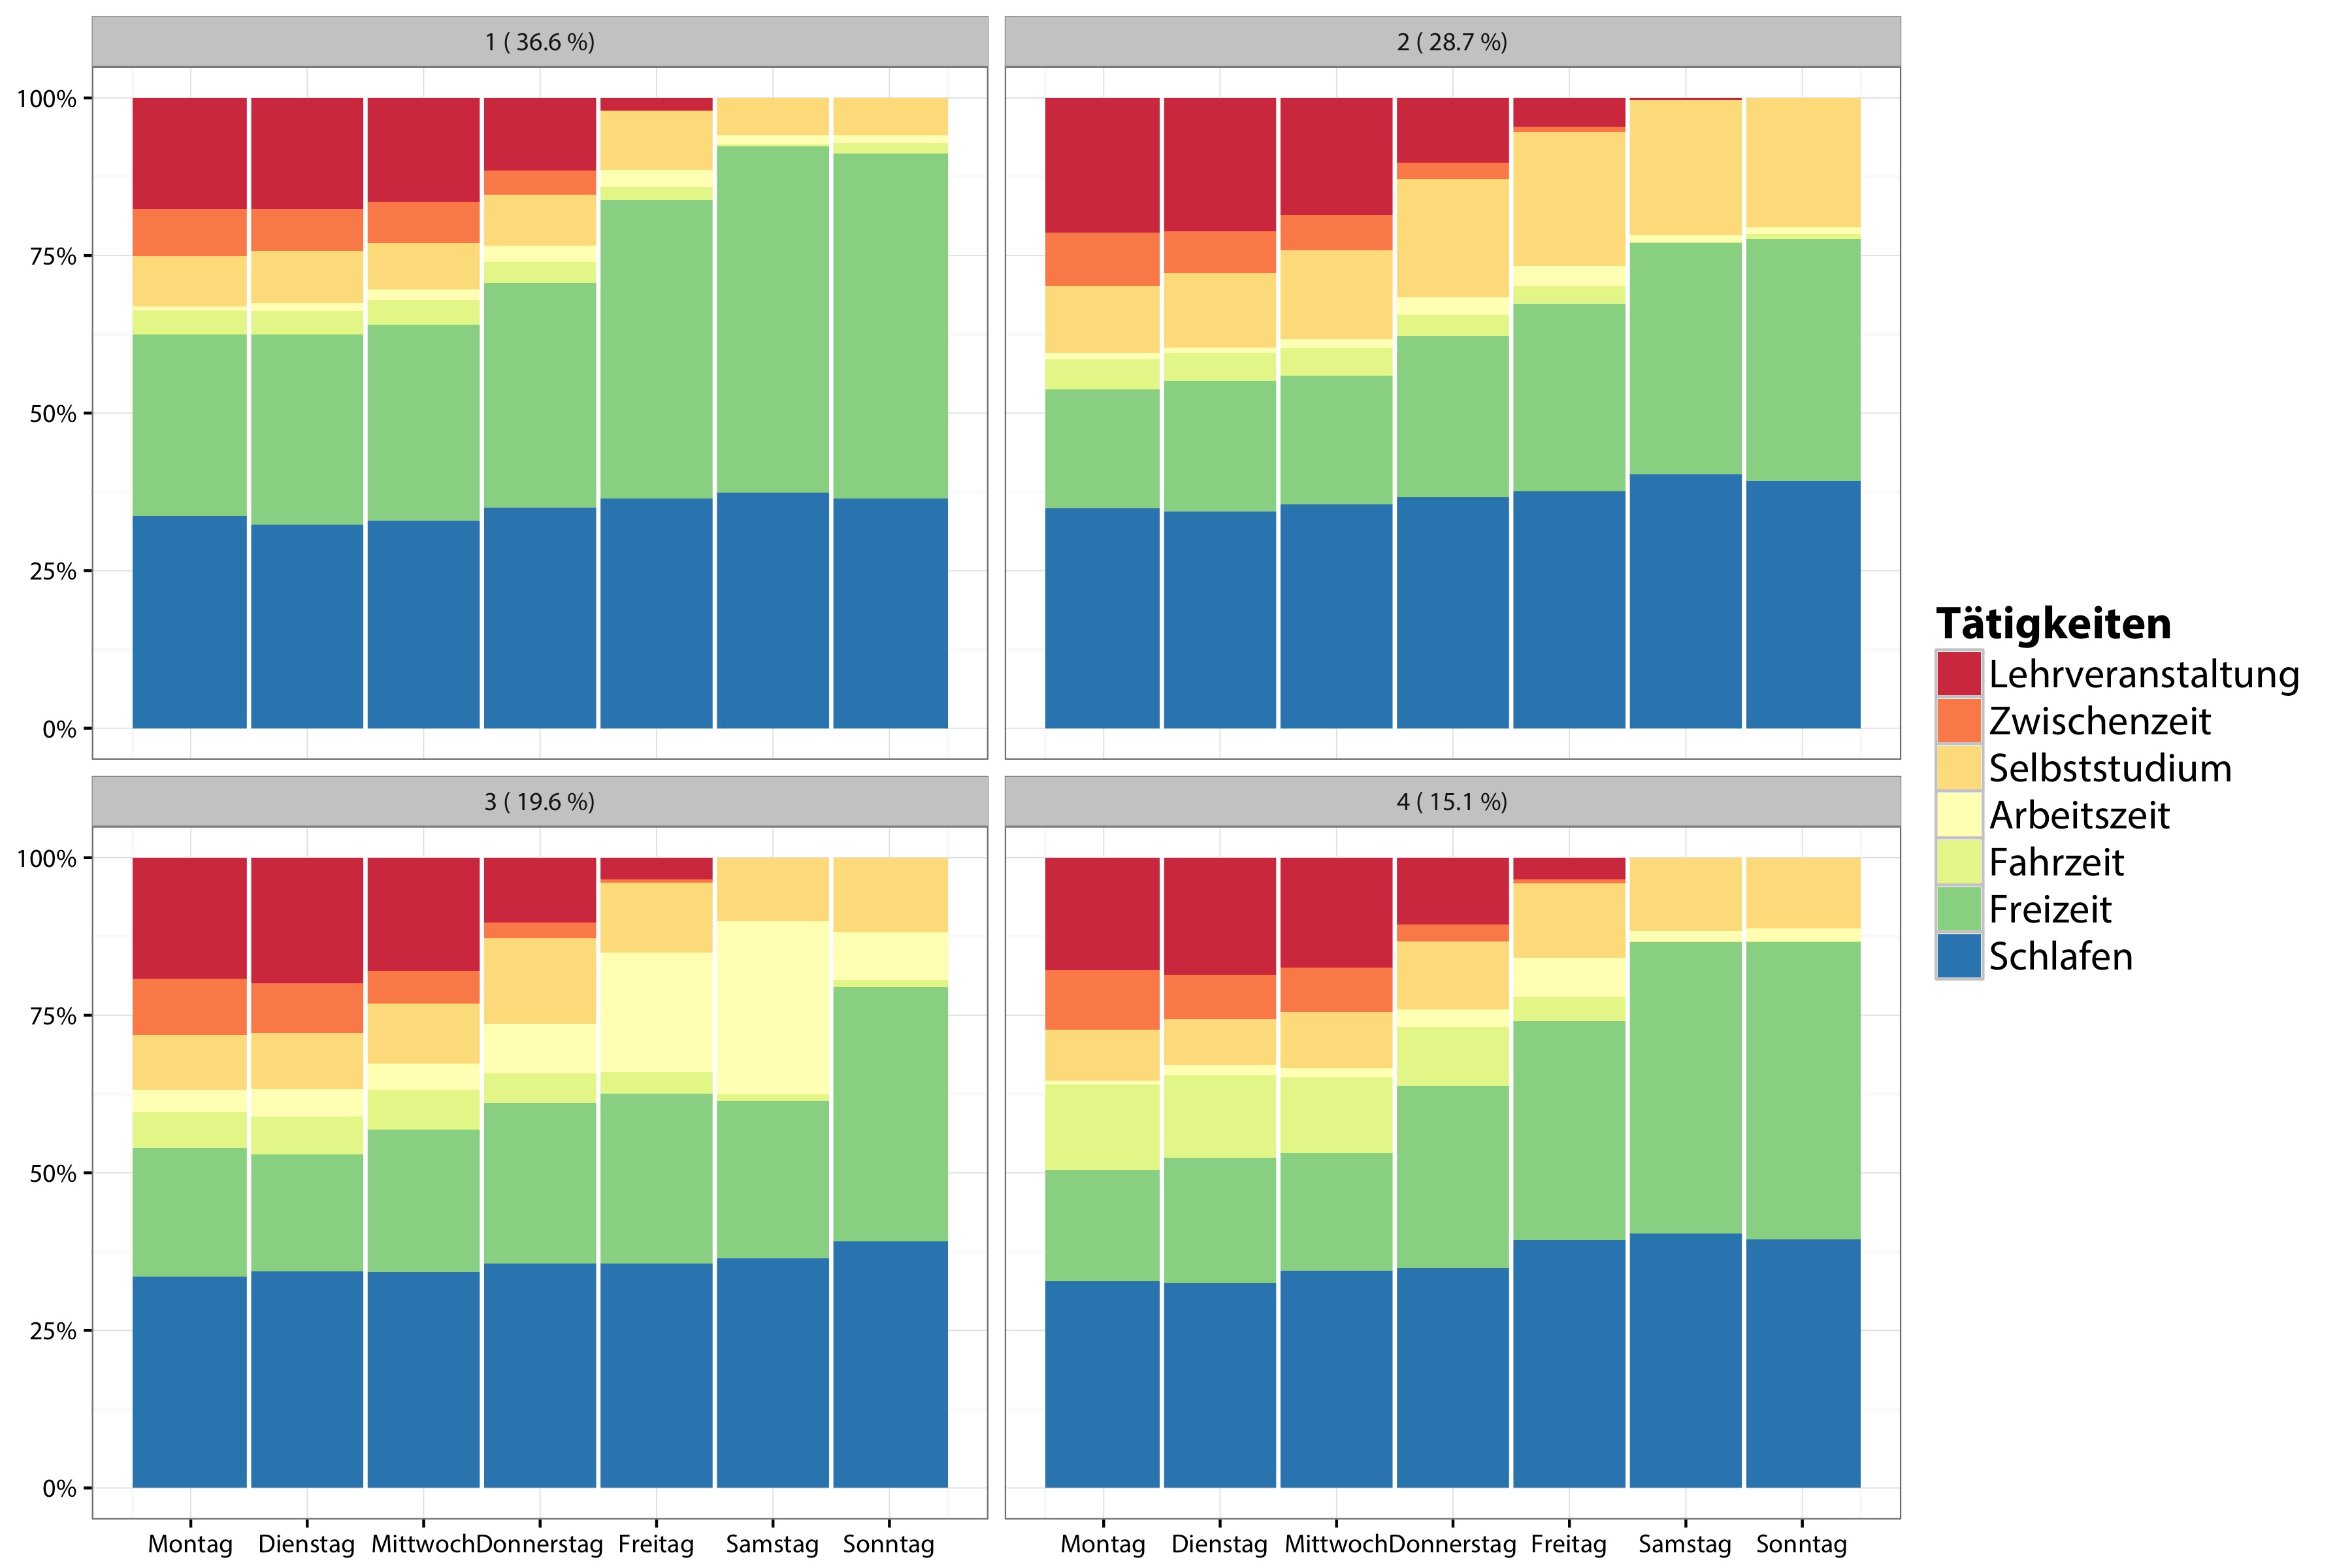 1 ( 36.6 %)
2 ( 28.7 %)
100%
75%
50%
25%
0%
3 ( 19.6 %)
4 ( 15.1 %)
100%
75%
50%
25%
0%
Montag Dienstag Mittwoch Donnerstag Freitag Samstag Sonntag
Montag Dienstag Mittwoch Donnerstag Freitag Samstag Sonntag
Tätigkeiten
Lehrveranstaltung
Zwischenzeit
Selbststudium
Arbeitszeit
Fahrzeit
Freizeit
Schlafen